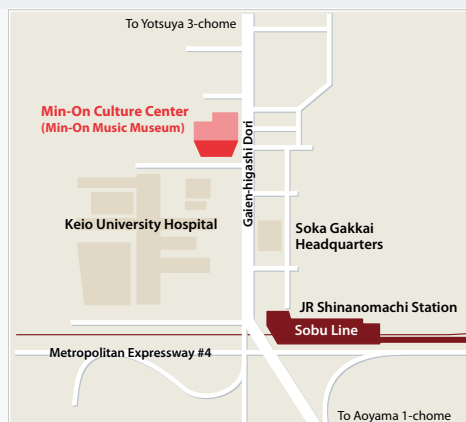 To Yotsuya 3-chome
Min-On Culture Center
(Min-On Music Museum)
Gaien-higashi Dori
Keio University Hospital
Soka Gakkai
Headquarters
JR Shinanomachi Station
Sobu Line
Metropolitan Expressway #4
To Aoyama 1-chome